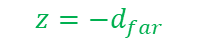 z = −d_far